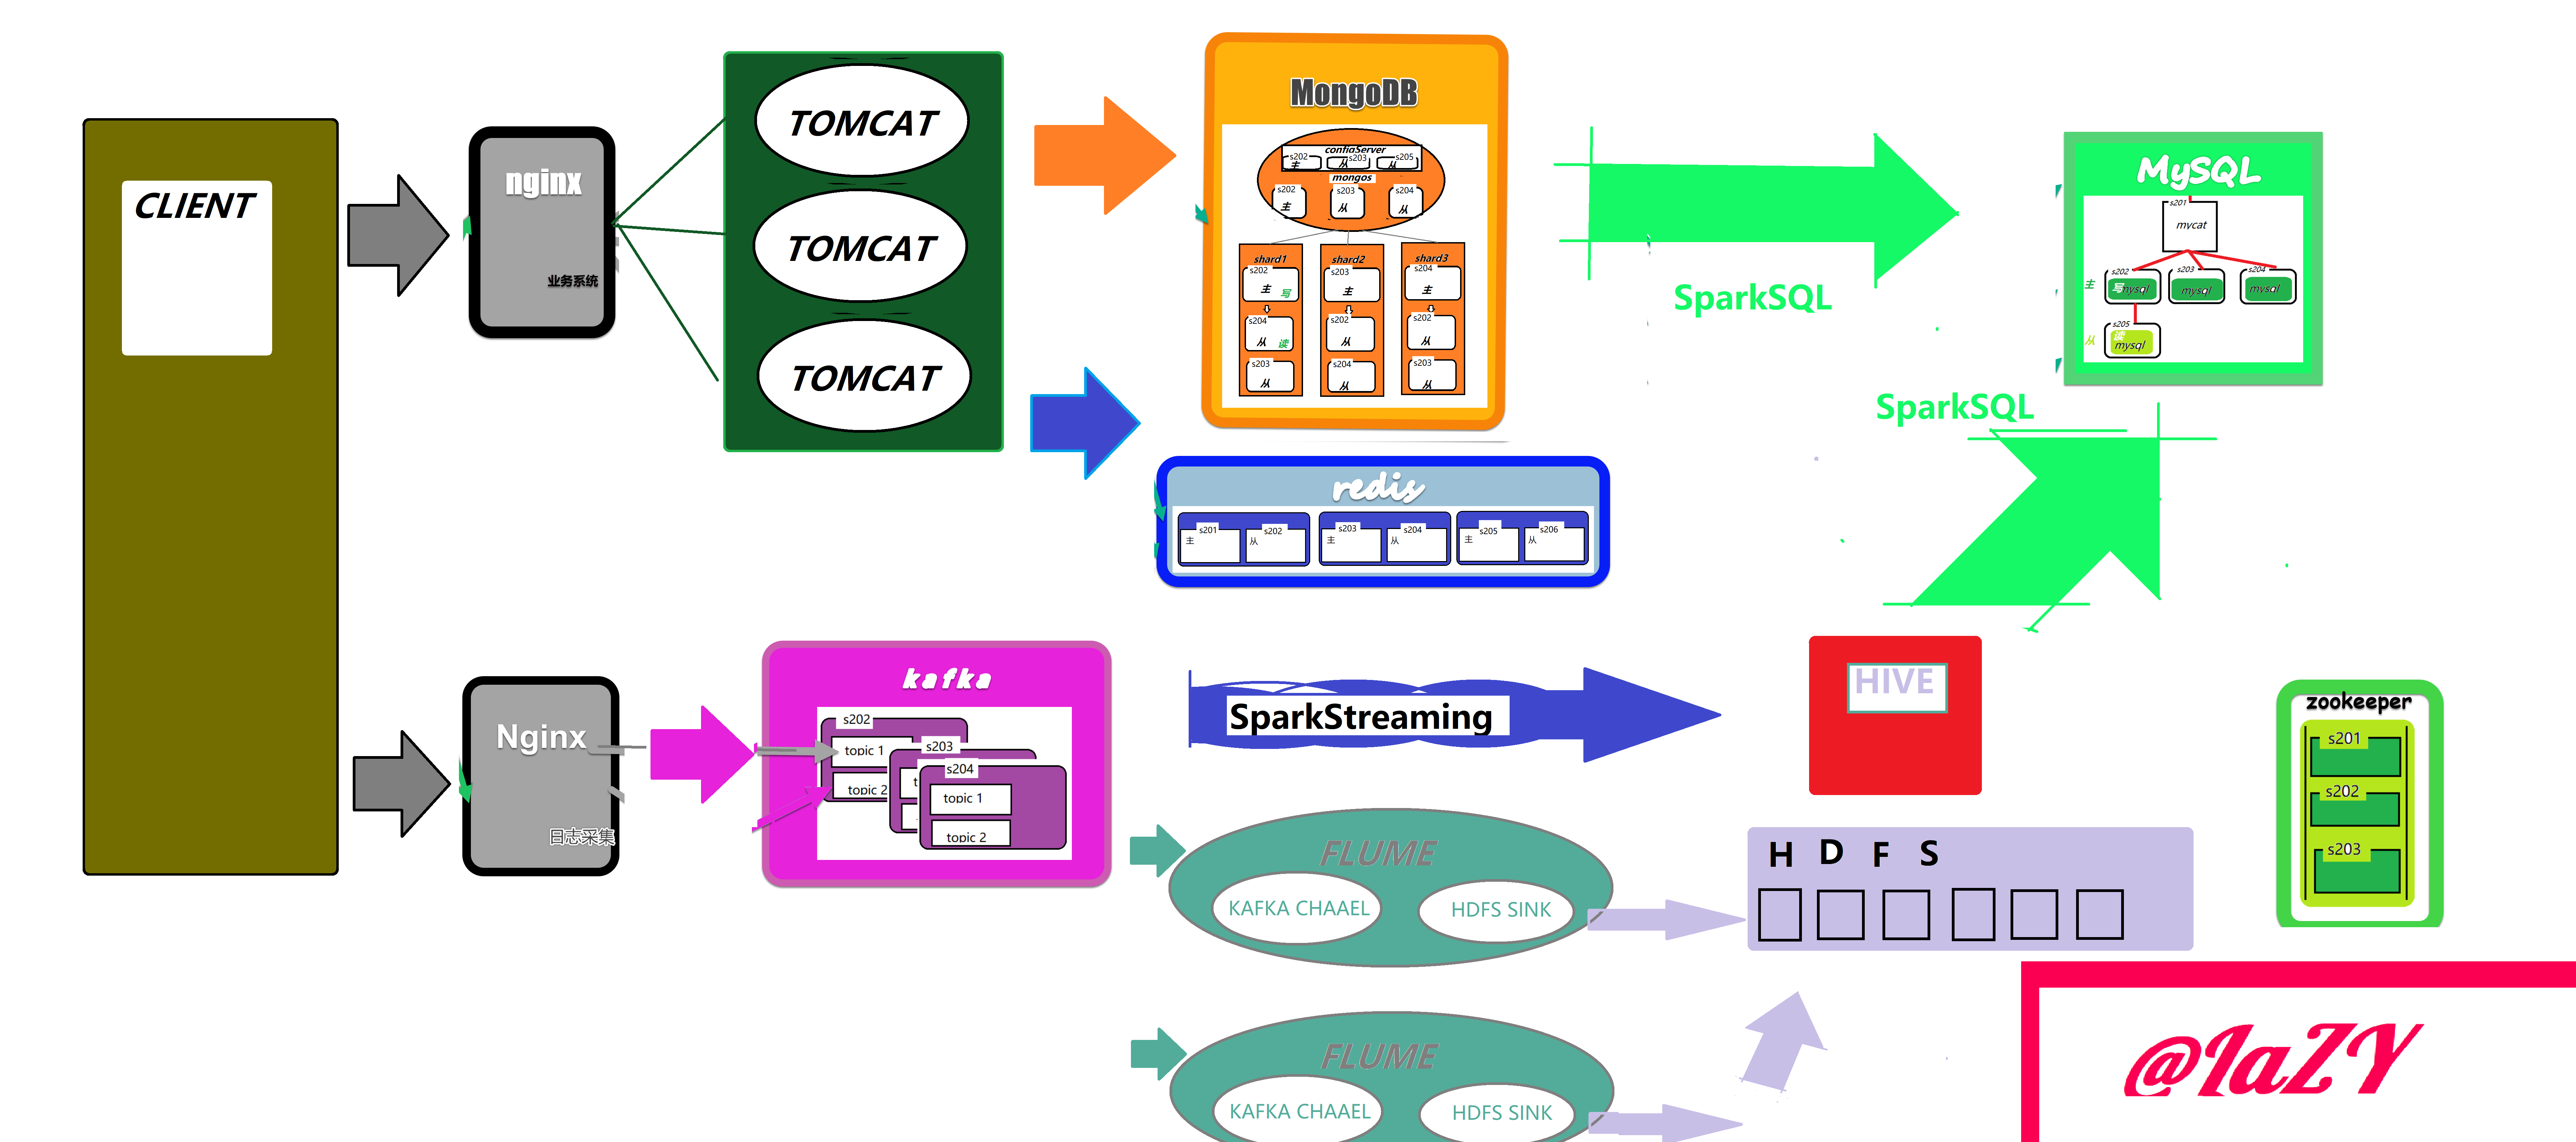 CLIENT
nginx
业务系统
TOMCAT
TOMCAT
TOMCAT
MongoDB
configServer
s202
主
s203
从
s205
从
mongos
s202
主
s203
从
s204
从
shard1
s202
主
写
s204
从
读
s203
从
shard2
s203
主
s202
从
s204
从
shard3
s204
主
s202
从
s203
从
SparkSQL
MySQL
s201
mycat
主
s202
写
mysql
s203
mysql
s204
mysql
从
s205
读
mysql
SparkSQL
redis
s201
主
s202
从
s203
主
s204
从
s205
主
s206
从
Nginx
日志采集
kafka
s202
topic 1
topic 2
s203
s204
topic 1
topic 2
SparkStreaming
HIVE
zookeeper
s201
s202
s203
FLUME
KAFKA CHAAEL
HDFS SINK
H D F S
FLUME
KAFKA CHAAEL
HDFS SINK
@IaZY